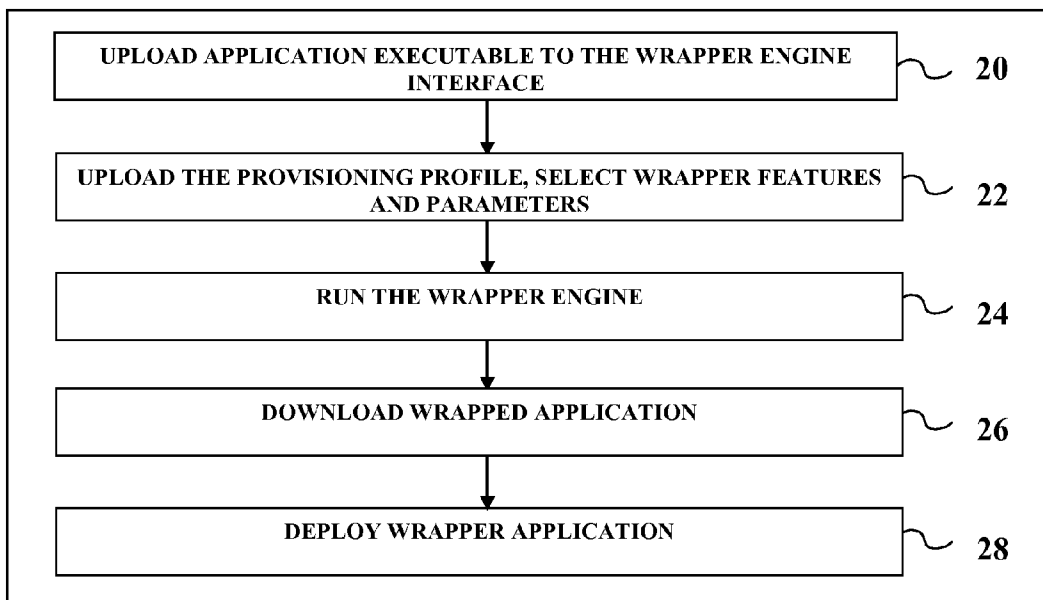 UPLOAD APPLICATION EXECUTABLE TO THE WRAPPER ENGINE
INTERFACE
20
UPLOAD THE PROVISIONING PROFILE, SELECT WRAPPER FEATURES
AND PARAMETERS
22
RUN THE WRAPPER ENGINE
24
DOWNLOAD WRAPPED APPLICATION
26
DEPLOY WRAPPER APPLICATION
28